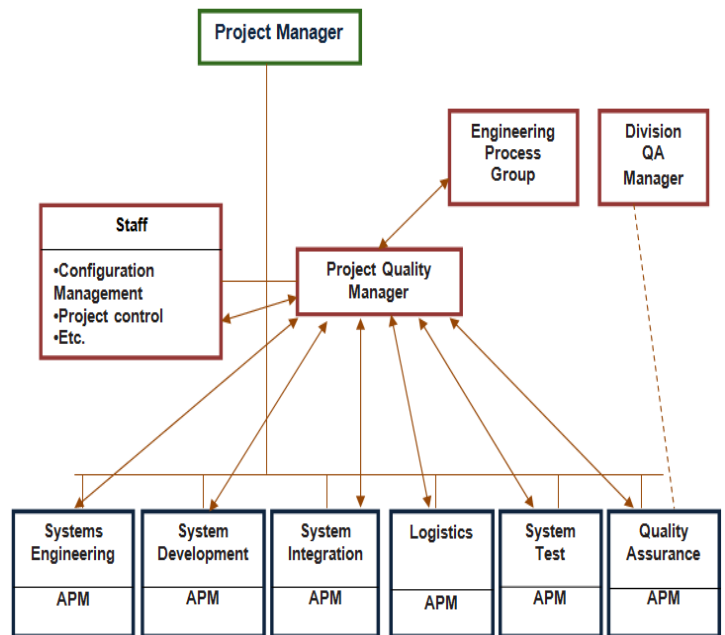 Project Manager
Engineering
Process
Group
Division
QA
Manager
Staff
•Configuration
Management
•Project control
•Etc.
Project Quality
Manager
Systems
Engineering
APM
System
Development
APM
System
Integration
APM
Logistics
APM
System
Test
APM
Quality
Assurance
APM